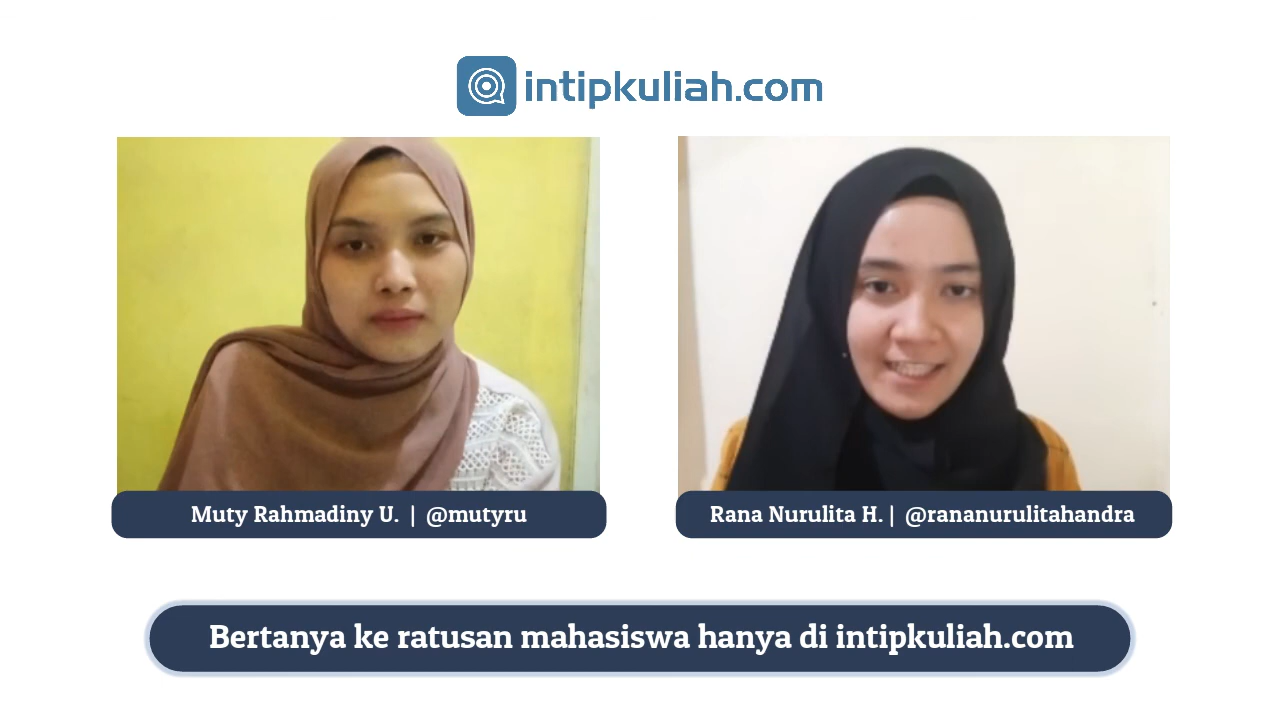 intipkuliah.com
Muty Rahmadiny U. | @mutyru
Rana Nurulita H. | @rananurulitahandra
Bertanya ke ratusan mahasiswa hanya di intipkuliah.com